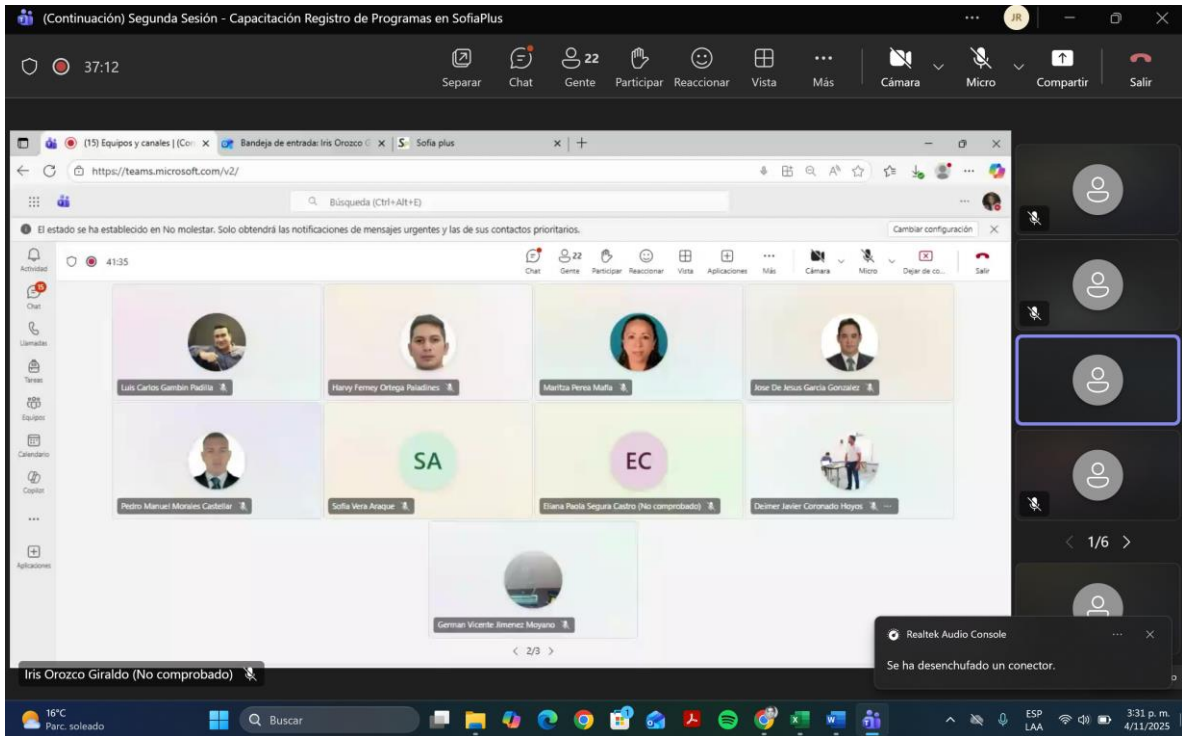 (Continuación) Segunda Sesión - Capacitación Registro de Programas en SofiaPlus
JR
37:12
Separar
Chat
22
Gente
Participar
Reaccionar
Vista
Más
Cámara
Micro
Compartir
Salir
(15) Equipos y canales | (Con
Bandeja de entrada: Iris Orozco G
Sofia plus
https://teams.microsoft.com/v2/
Búsqueda (Ctrl+Alt+E)
El estado se ha establecido en No molestar. Solo obtendrá las notificaciones de mensajes urgentes y las de sus contactos prioritarios.
Cambiar configuración
Actividad
Chat
Llamadas
Tareas
Equipos
Calendario
Copilot
Aplicaciones
41:35
Chat
22
Gente
Participar
Reaccionar
Vista
Aplicaciones
Más
Cámara
Micro
Dejar de co...
Salir
Luis Carlos Gambin Padilla
Harvy Ferney Ortega Paladines
Maritza Perea Mafla
Jose De Jesus Garcia Gonzalez
Pedro Manuel Morales Castellar
SA
Sofia Vera Araque
EC
Eliana Paola Segura Castro (No comprobado)
Deimer Javier Coronado Hoyos
German Vicente Jimenez Moyano
2/3
1/6
Iris Orozco Giraldo (No comprobado)
Realtek Audio Console
Se ha desenchufado un conector.
16°C
Parc. soleado
Buscar
ESP
LAA
3:31 p. m.
4/11/2025